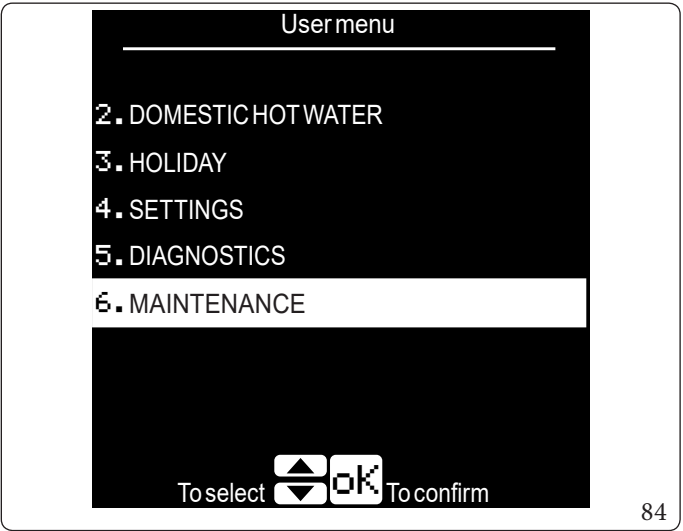 User menu
2. DOMESTIC HOT WATER
3. HOLIDAY
4. SETTINGS
5. DIAGNOSTICS
6. MAINTENANCE
To select oK To confirm
84